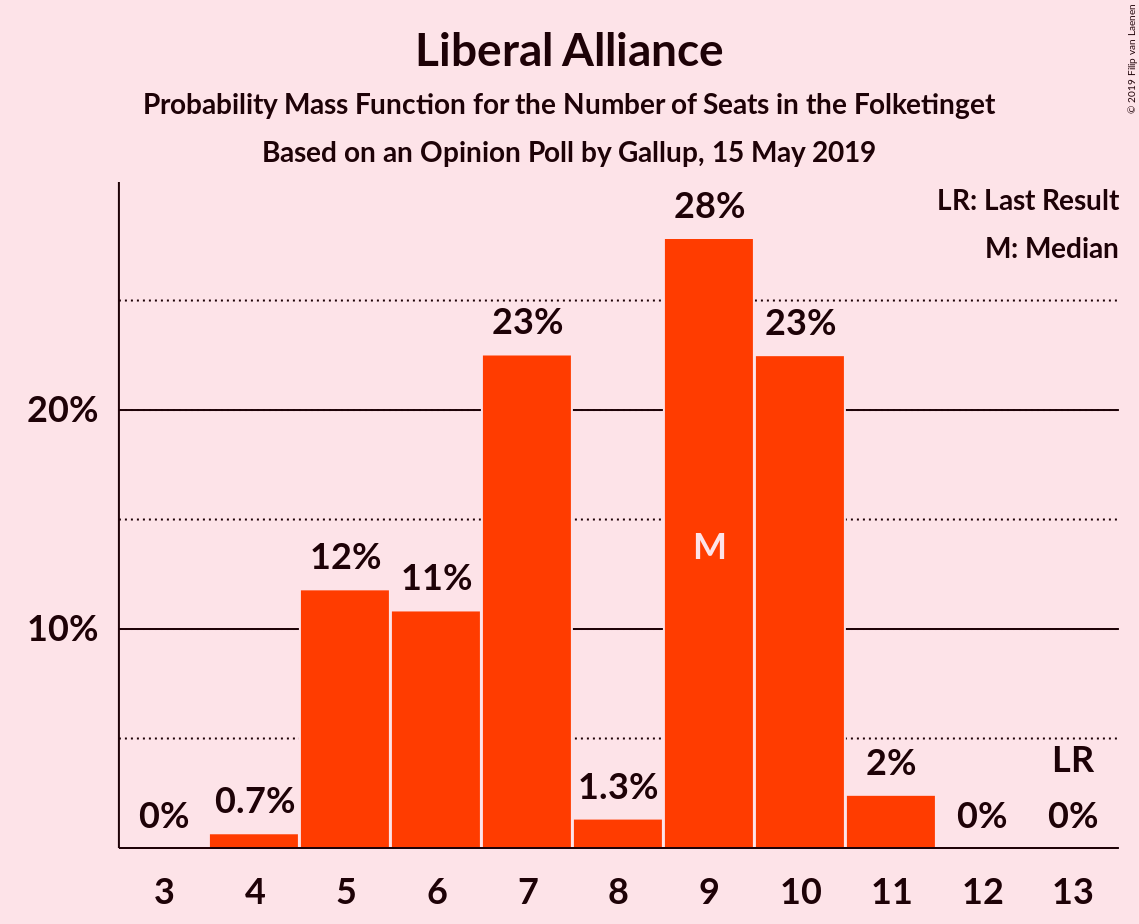 Liberal Alliance
Probability Mass Function for the Number of Seats in the Folketinget
Based on an Opinion Poll by Gallup, 15 May 2019
© 2019 Filip van Laenen
LR: Last Result
M: Median
20%
10%
0%
0.7%
12%
11%
23%
1.3%
28%
M
23%
2%
0%
LR
0%
3 4 5 6 7 8 9 10 11 12 13